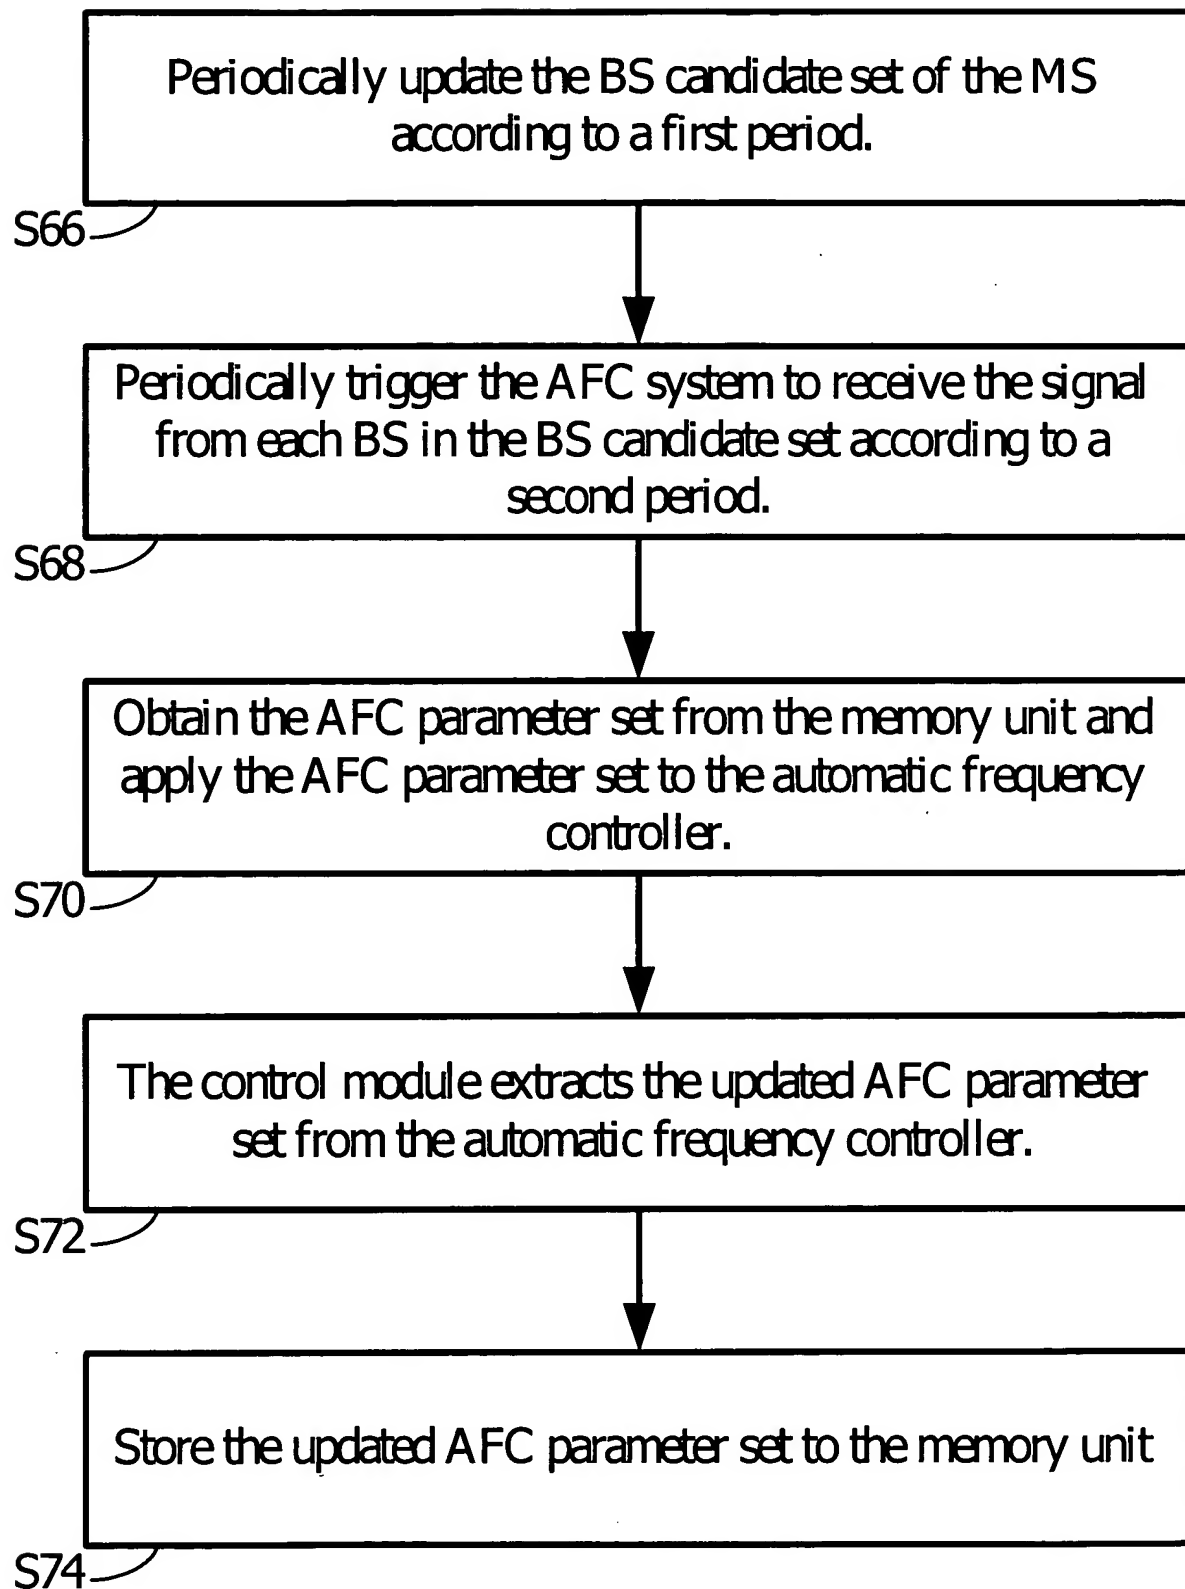 Periodically update the BS candidate set of the MS
according to a first period.
S66
Periodically trigger the AFC system to receive the signal
from each BS in the BS candidate set according to a
second period.
S68
Obtain the AFC parameter set from the memory unit and
apply the AFC parameter set to the automatic frequency
controller.
S70
The control module extracts the updated AFC parameter
set from the automatic frequency controller.
S72
Store the updated AFC parameter set to the memory unit
S74